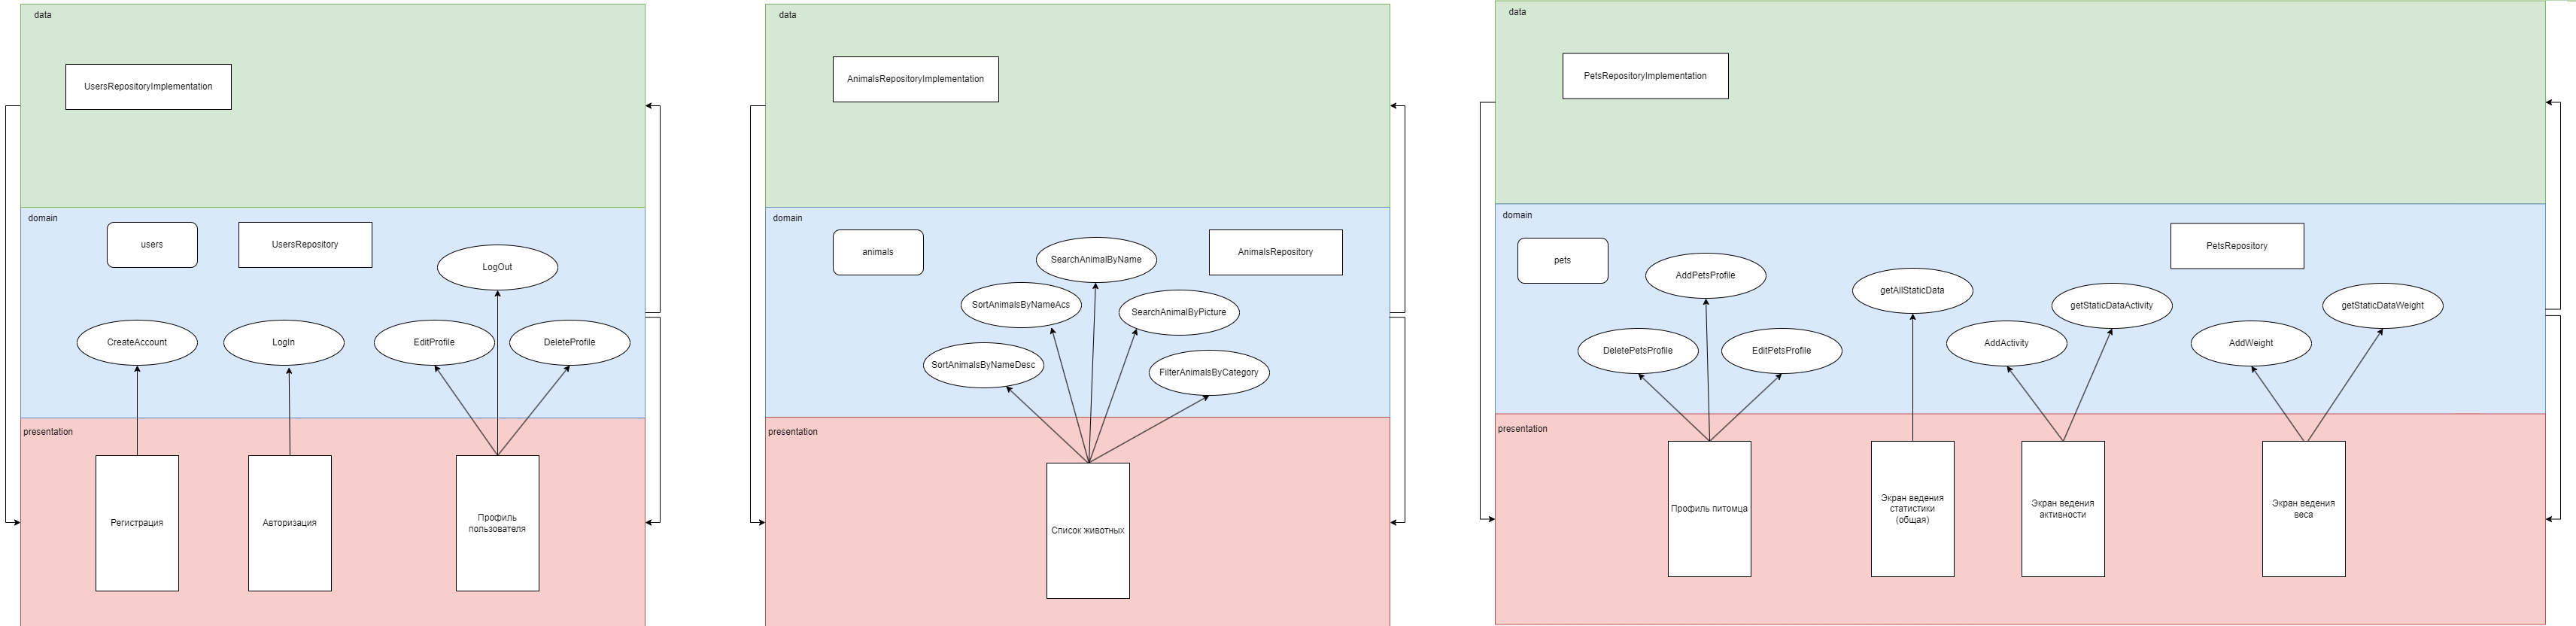 data
UsersRepositoryImplementation
domain
users
UsersRepository
LogOut
CreateAccount
LogIn
EditProfile
DeleteProfile
presentation
Регистрация
Авторизация
Профиль
пользователя
data
AnimalsRepositoryImplementation
domain
animals
SearchAnimalByName
AnimalsRepository
SortAnimalsByNameAcs
SearchAnimalByPicture
SortAnimalsByNameDesc
FilterAnimalsByCategory
presentation
Список животных
data
PetsRepositoryImplementation
domain
pets
AddPetsProfile
getAllStaticData
PetsRepository
getStaticDataActivity
getStaticDataWeight
DeletePetsProfile
EditPetsProfile
AddActivity
AddWeight
presentation
Профиль питомца
Экран ведения
статистики
(общая)
Экран ведения
активности
Экран ведения
веса